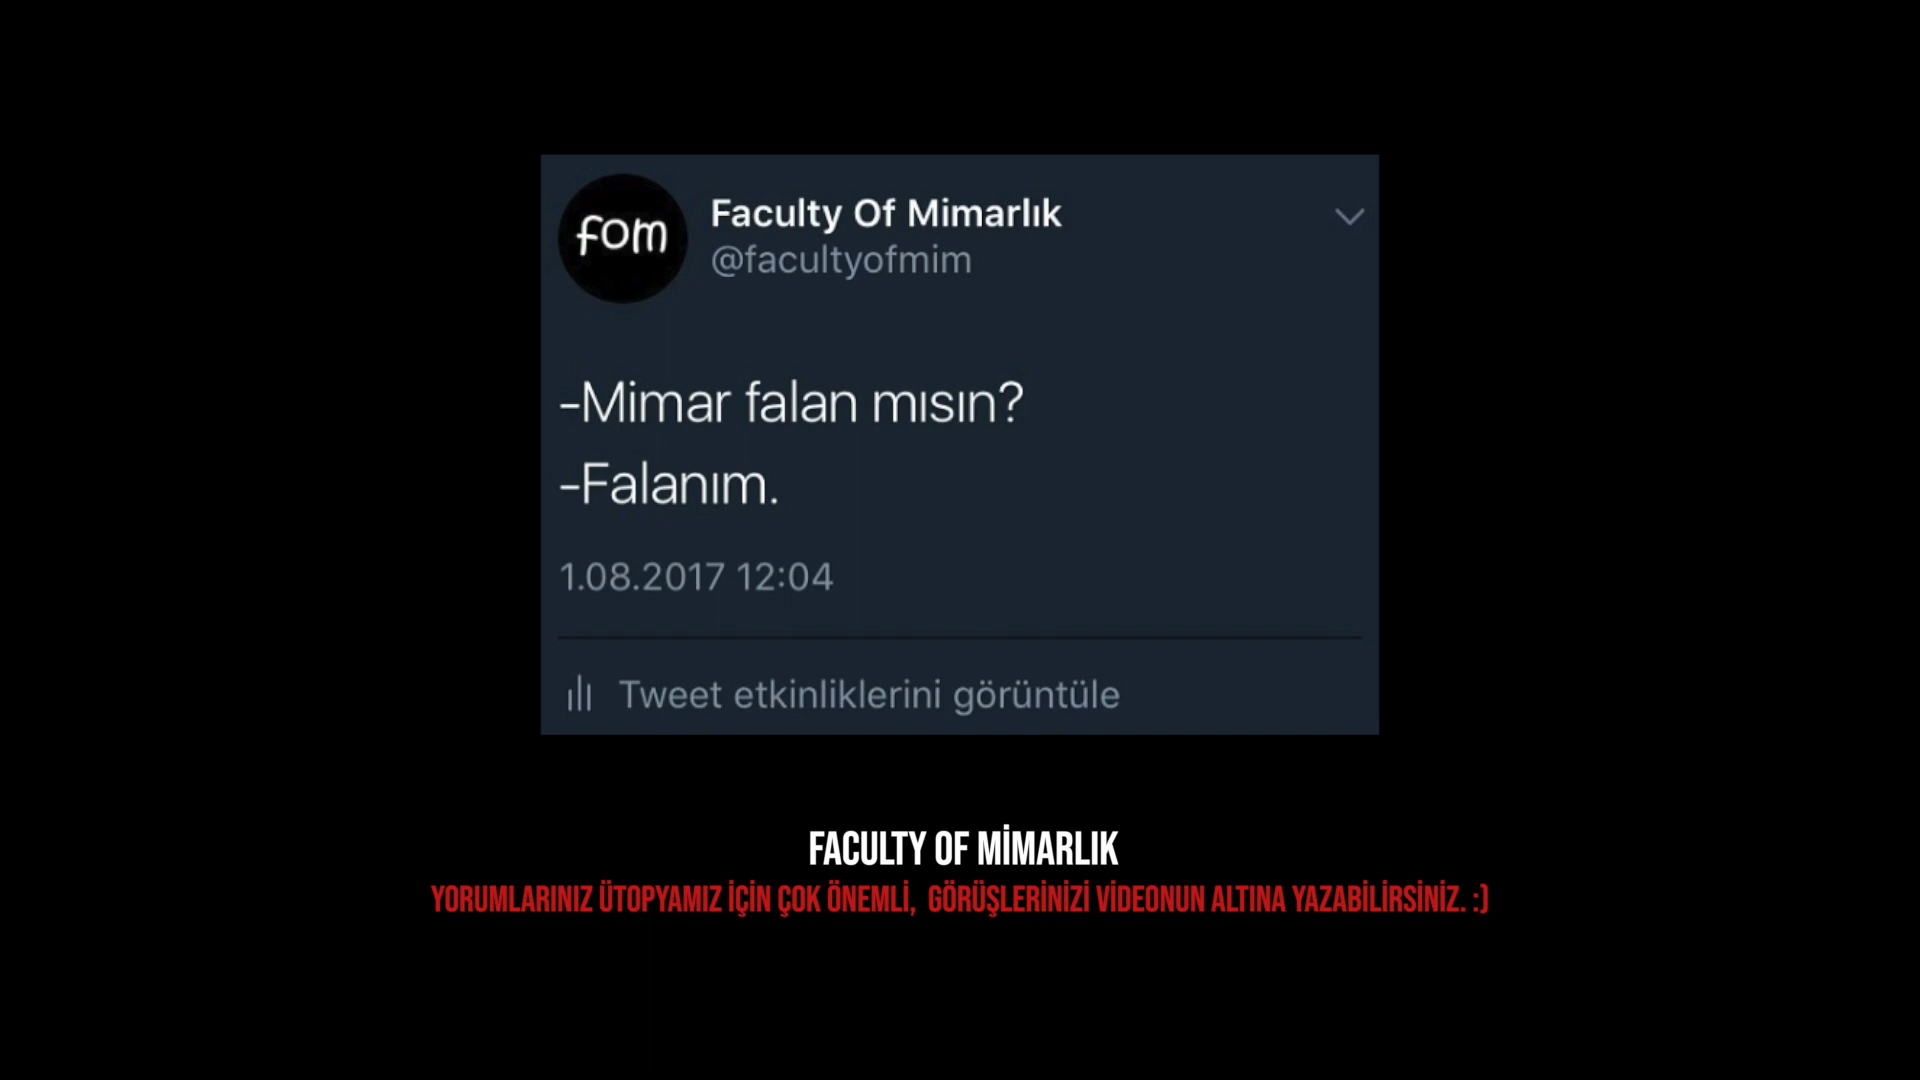 fom
Faculty Of Mimarlık
@facultyofmim
-Mimar falan mısın?
-Falanım.
1.08.2017 12:04
Tweet etkinliklerini görüntüle
FACULTY OF MİMARLIK
YORUMLARINIZ ÜTOPYAMIZ İÇİN ÇOK ÖNEMLİ, GÖRÜŞLERİNİZİ VİDEONUN ALTINA YAZABİLİRSİNİZ. :)